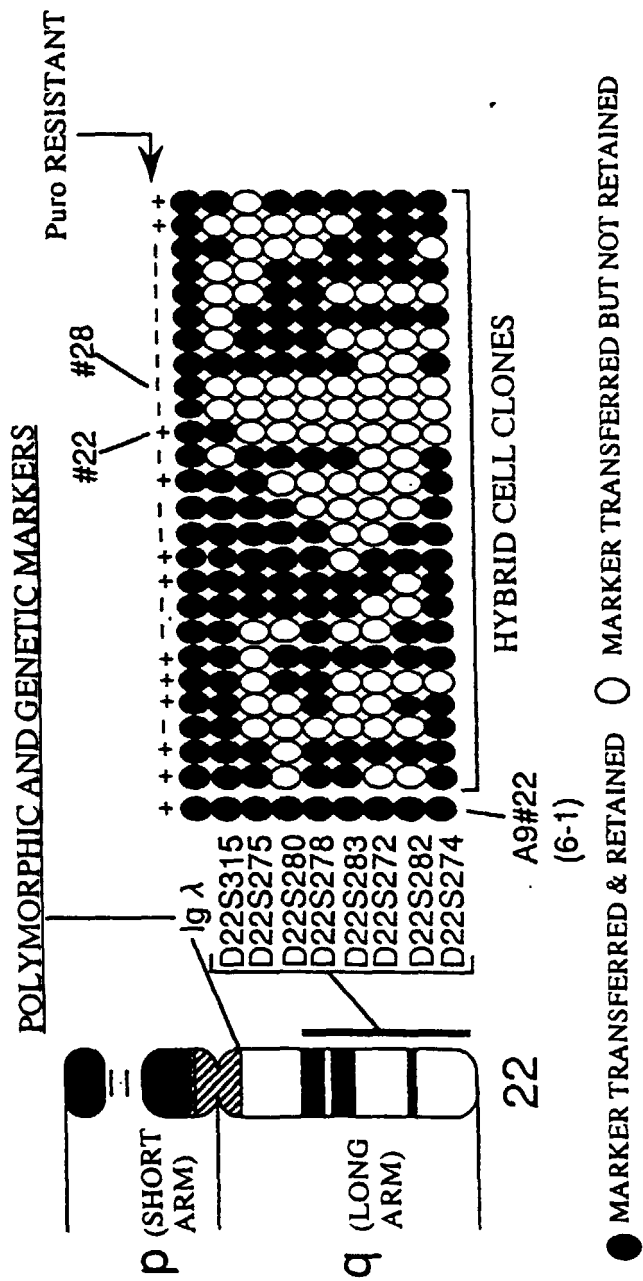 POLYMORPHIC AND GENETIC MARKERS
Puro RESISTANT
#22
#28
+ + + - + + + - - + + - - + - + - - - - - - - - + +
p (SHORT
ARM)
q (LONG
ARM)
22
Ig λ
D22S315
D22S275
D22S280
D22S278
D22S283
D22S272
D22S282
D22S274
A9#22
(6-1)
HYBRID CELL CLONES
MARKER TRANSFERRED & RETAINED
MARKER TRANSFERRED BUT NOT RETAINED